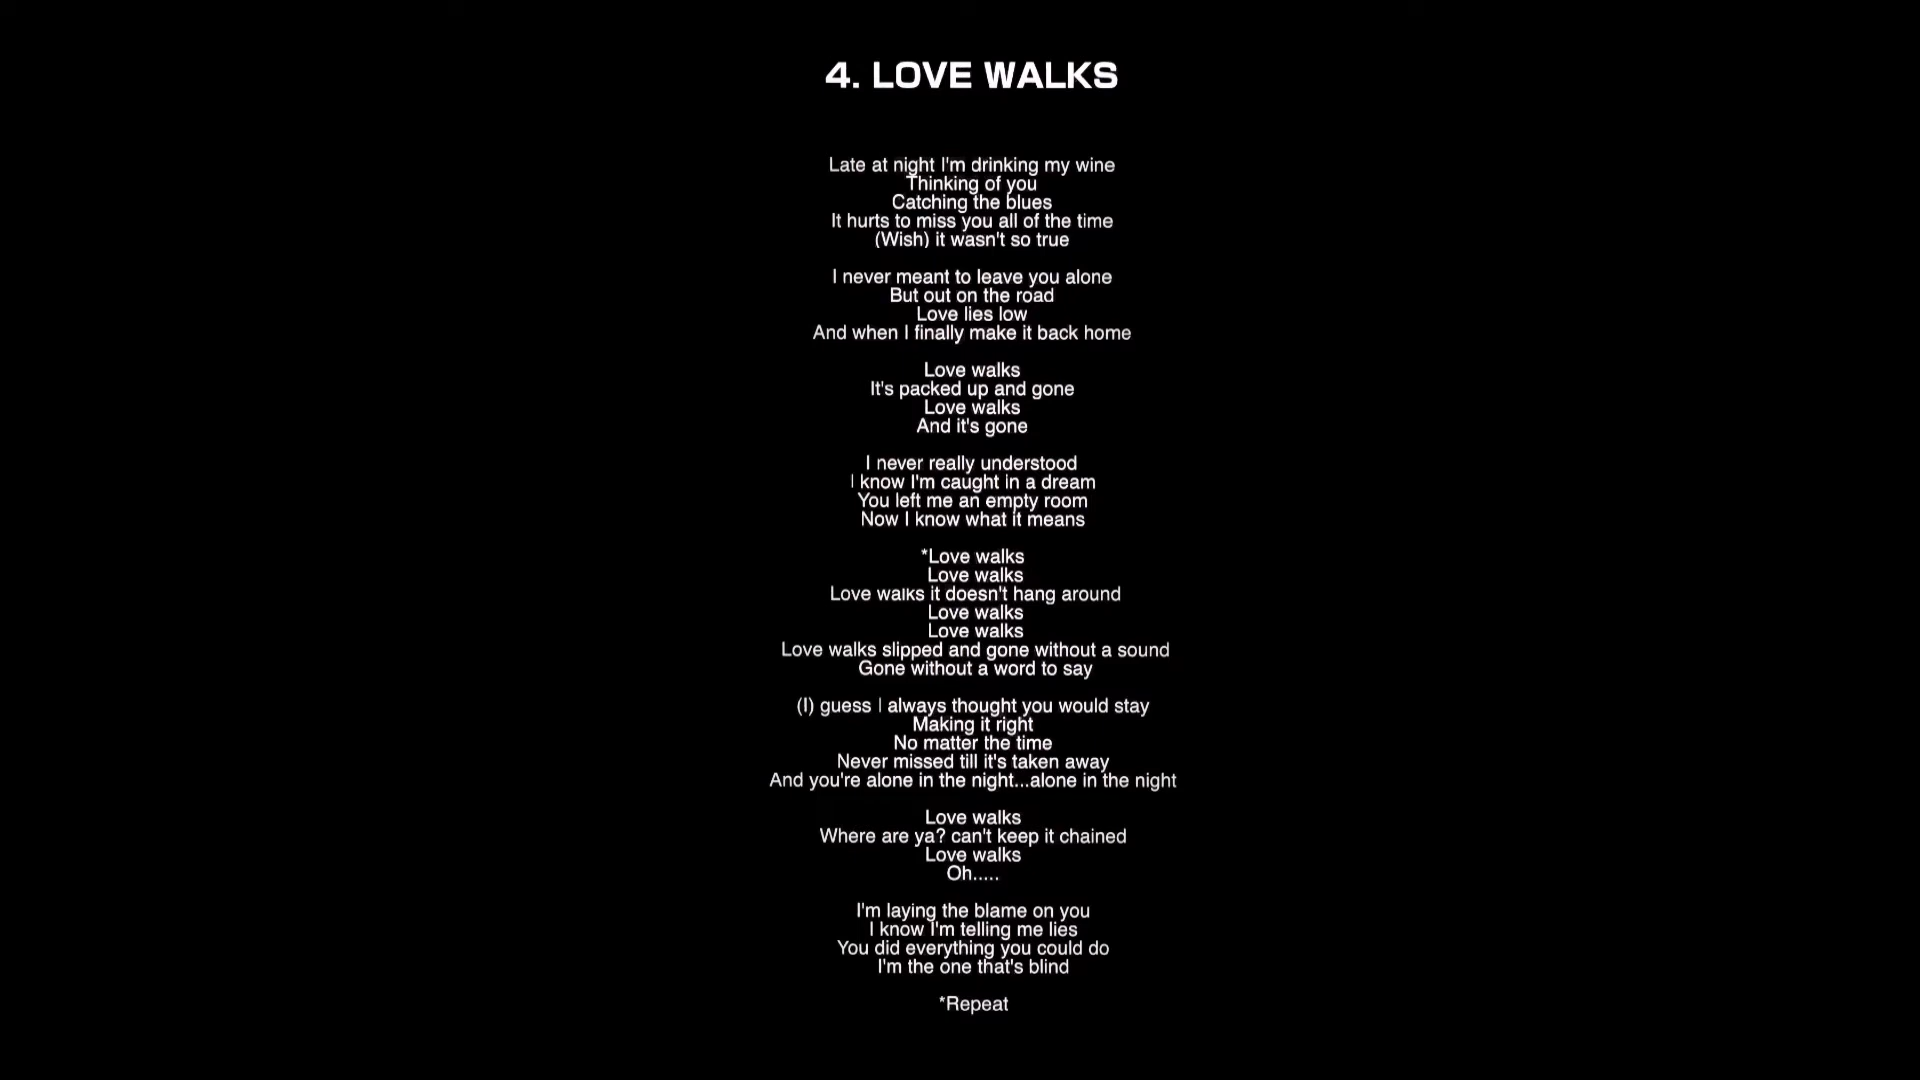 4. LOVE WALKS
Late at night I'm drinking my wine
Thinking of you
Catching the blues
It hurts to miss you all of the time
(Wish) it wasn't so true
I never meant to leave you alone
But out on the road
Love lies low
And when I finally make it back home
Love walks
It's packed up and gone
Love walks
And it's gone
I never really understood
I know I'm caught in a dream
You left me an empty room
Now I know what it means
*Love walks
Love walks
Love walks it doesn't hang around
Love walks
Love walks
Love walks slipped and gone without a sound
Gone without a word to say
(I) guess I always thought you would stay
Making it right
No matter the time
Never missed till it's taken away
And you're alone in the night...alone in the night
Love walks
Where are ya? can't keep it chained
Love walks
Oh.....
I'm laying the blame on you
I know I'm telling me lies
You did everything you could do
I'm the one that's blind
*Repeat